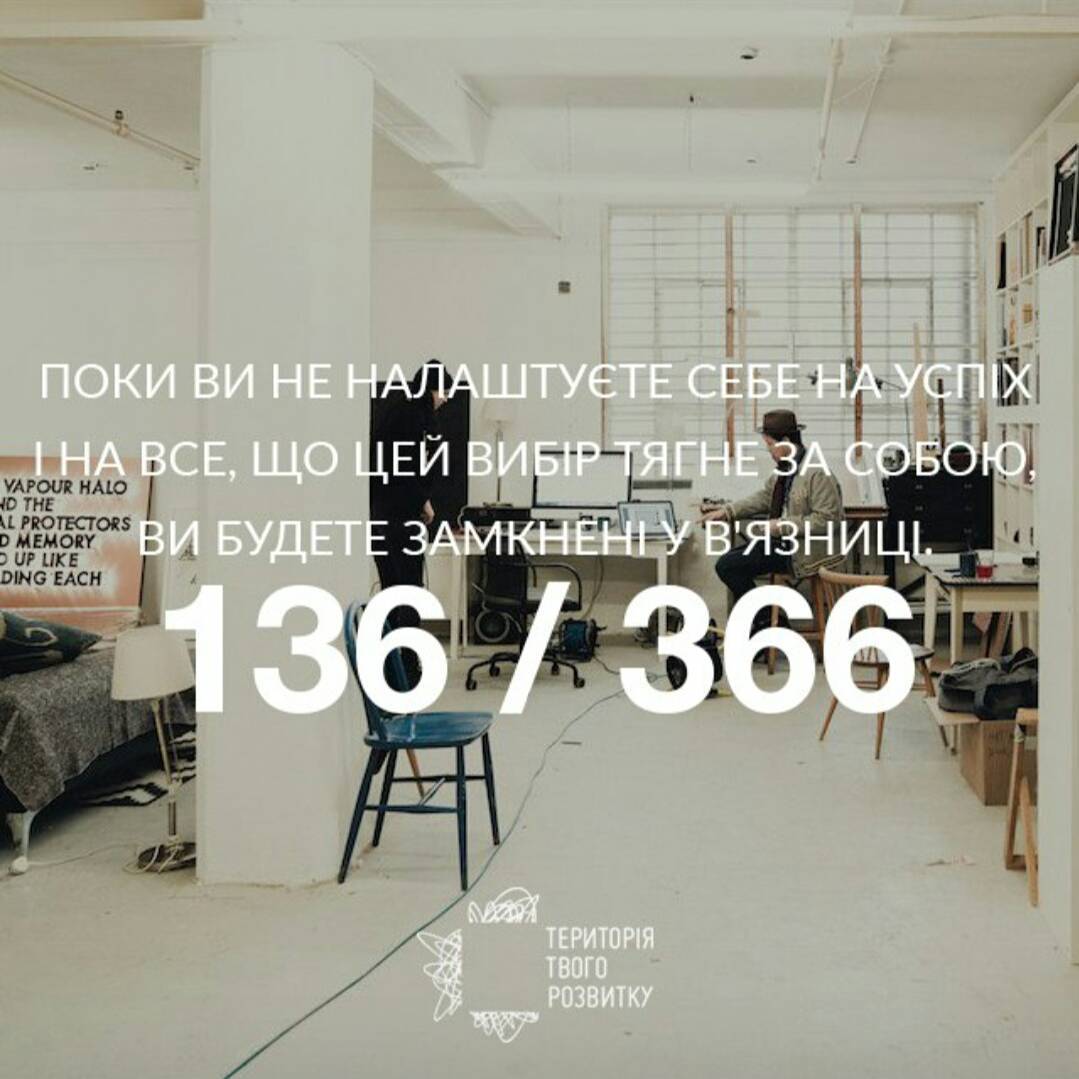 ПОКИ ВИ НЕ НАЛАШТУЄТЕ СЕБЕ НА УСПІХ
І НА ВСЕ, ЩО ЦЕЙ ВИБІР ТЯГНЕ ЗА СОБОЮ,
ВИ БУДЕТЕ ЗАМКНЕНІ У В'ЯЗНИЦІ.
136 / 366
VAPOUR HALO
ND THE
AL PROTECTORS
D MEMORY
D UP LIKE
DING EACH
ТЕРИТОРІЯ
ТВОГО
РОЗВИТКУ